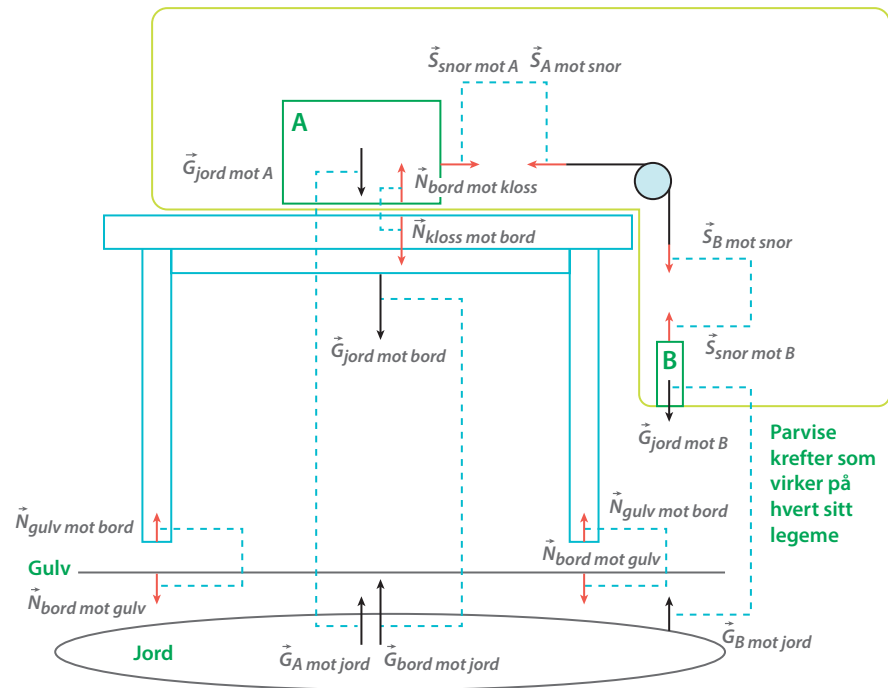 S⃗snor mot A S⃗A mot snor
A
G⃗jord mot A
N⃗bord mot kloss
N⃗kloss mot bord
S⃗B mot snor
G⃗jord mot bord
S⃗snor mot B
B
G⃗jord mot B
Parvise
krefter som
virker på
hvert sitt
legeme
N⃗gulv mot bord
N⃗gulv mot bord
N⃗bord mot gulv
Gulv
N⃗bord mot gulv
G⃗B mot jord
Jord
G⃗A mot jord
G⃗bord mot jord